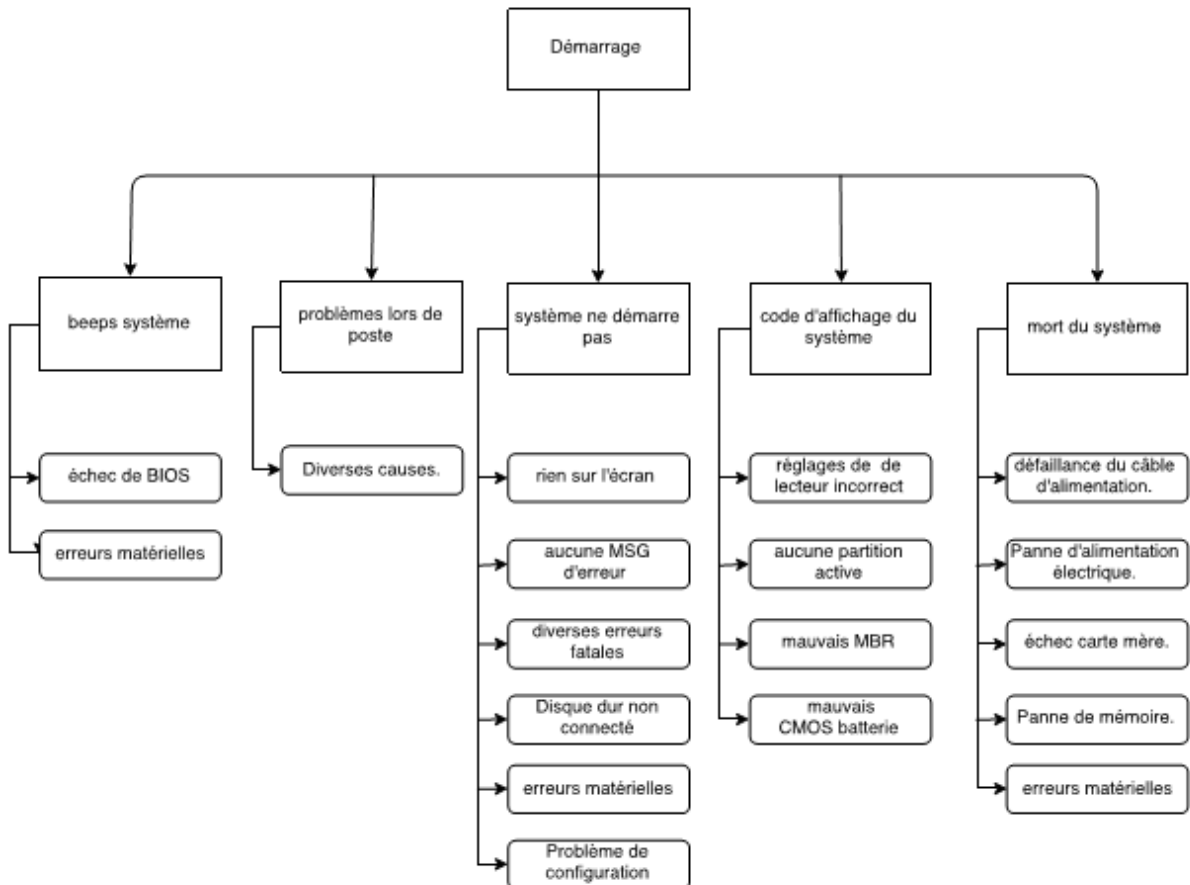 Démarrage
beeps système
échec de BIOS
erreurs matérielles
problèmes lors de
poste
Diverses causes.
système ne démarre
pas
rien sur l'écran
aucune MSG
d'erreur
diverses erreurs
fatales
Disque dur non
connecté
erreurs matérielles
Problème de
configuration
code d'affichage du
système
règlages de  de
lecteur incorrect
aucune partition
active
mauvais MBR
mauvais
CMOS batterie
mort du système
défaillance du câble
d'alimentation.
Panne d'alimentation
électrique.
échec carte mère.
Panne de mémoire.
erreurs matérielles